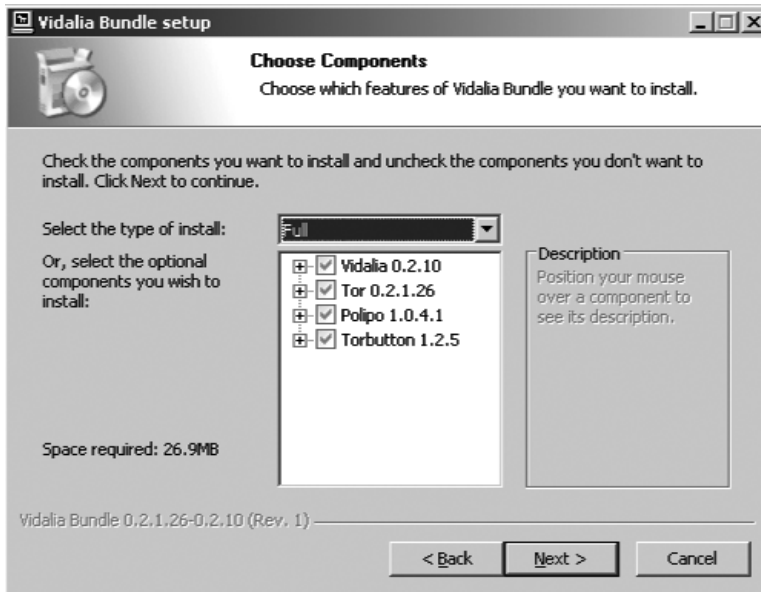 Vidalia Bundle setup
Choose Components
Choose which features of Vidalia Bundle you want to install.
Check the components you want to install and uncheck the components you don't want to
install. Click Next to continue.
Select the type of install:
Full
Or, select the optional
components you wish to
install:
Vidalia 0.2.10
Tor 0.2.1.26
Polipo 1.0.4.1
Torbutton 1.2.5
Description
Position your mouse
over a component to
see its description.
Space required: 26.9MB
Vidalia Bundle 0.2.1.26-0.2.10 (Rev. 1)
< Back
Next >
Cancel